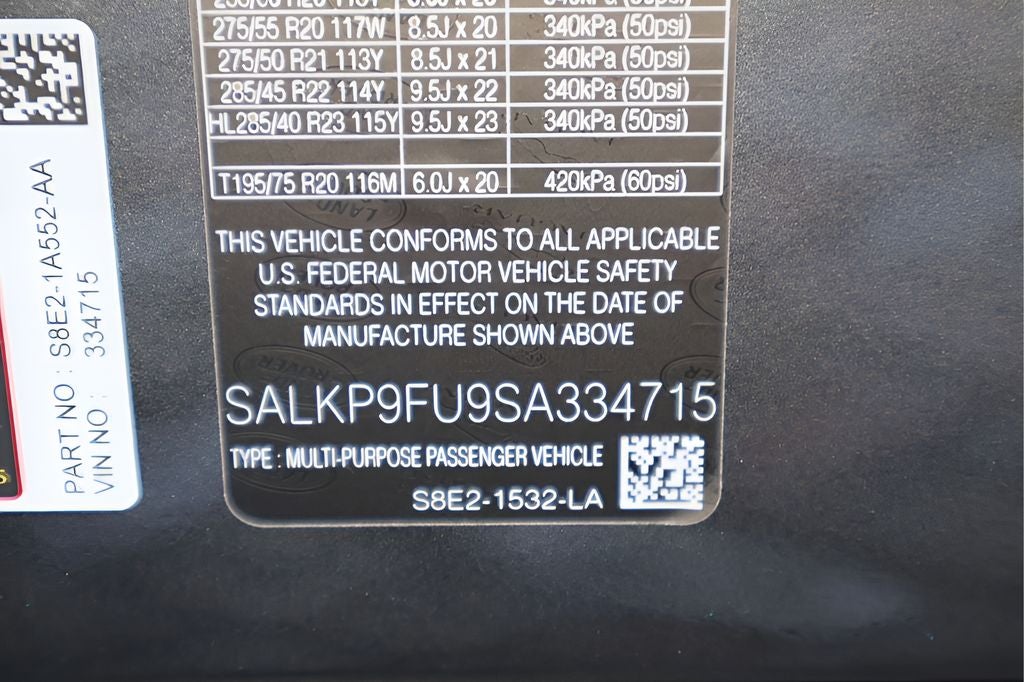 275/55 R20 117W 8.5J x 20 340kPa (50psi)
275/50 R21 113Y 8.5J x 21 340kPa (50psi)
285/45 R22 114Y 9.5J x 22 340kPa (50psi)
HL285/40 R23 115Y 9.5J x 23 340kPa (50psi)
T195/75 R20 116M 6.0J x 20 420kPa (60psi)
THIS VEHICLE CONFORMS TO ALL APPLICABLE
U.S. FEDERAL MOTOR VEHICLE SAFETY
STANDARDS IN EFFECT ON THE DATE OF
MANUFACTURE SHOWN ABOVE
SALKP9FU9SA334715
TYPE : MULTI-PURPOSE PASSENGER VEHICLE
S8E2-1532-LA
PART NO : S8E2-1A552-AA
VIN NO : 334715